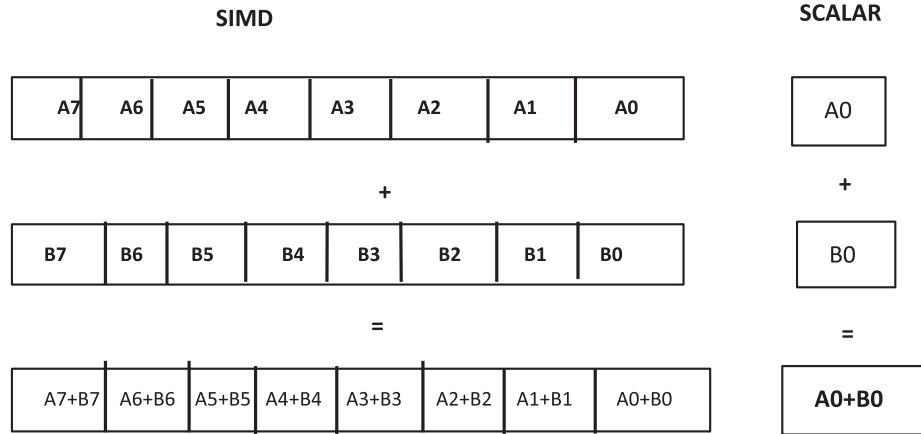 SIMD SCALAR
A7 A6 A5 A4 A3 A2 A1 A0 A0
+ +
B7 B6 B5 B4 B3 B2 B1 B0 B0
= =
A7+B7 A6+B6 A5+B5 A4+B4 A3+B3 A2+B2 A1+B1 A0+B0 A0+B0